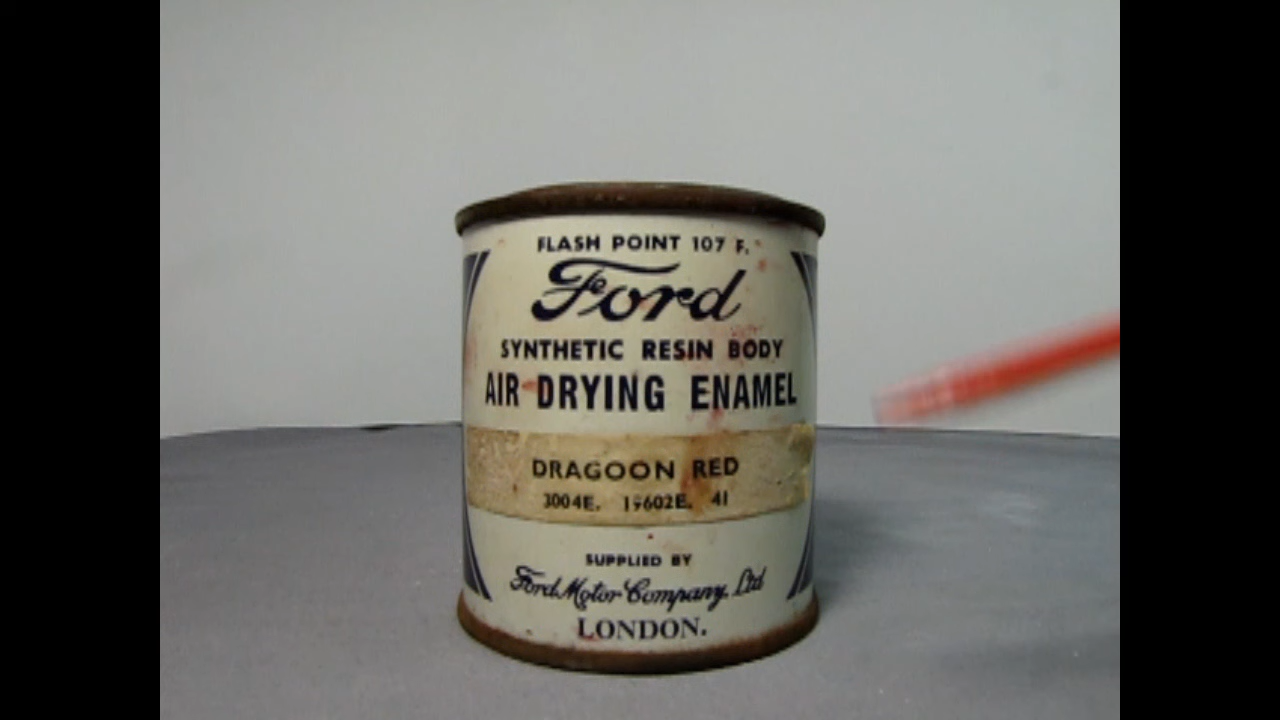 FLASH POINT 107 F.
Ford
SYNTHETIC RESIN BODY
AIR DRYING ENAMEL
DRAGOON RED
3004E. 19602E. 41
SUPPLIED BY
Ford Motor Company, Ltd
LONDON.